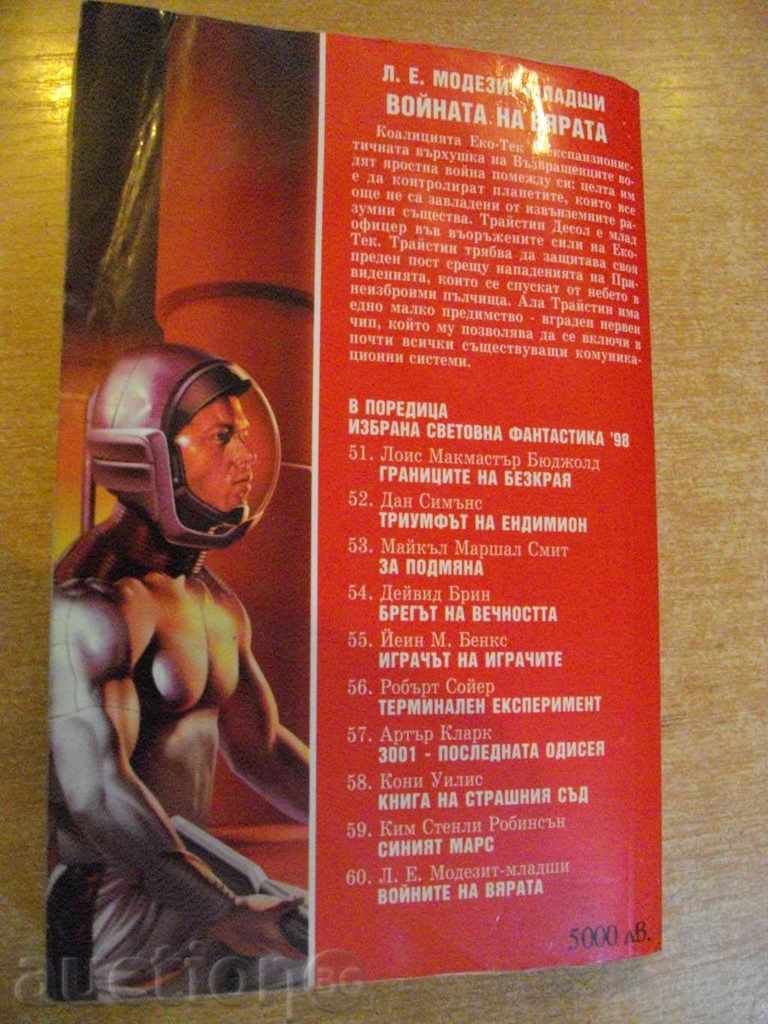 Л. Е. МОДЕЗИТ-МЛАДШИ
ВОЙНАТА НА ВЯРАТА
Коалицията Еко-Тек експанзионис-
тичната върхушка на Възвращенците во-
дят яростна война помежду си: целта им
е да контролират планетите, които все
още не са завладени от извънземните ра-
зумни същества. Трайстин Десол е млад
офицер във въоръжените сили на Еко-
Тек. Трайстин трябва да защитава своя
преден пост срещу нападенията на При-
виденията, които се спускат от небето в
неизброими пълчища. Ала Трайстин има
едно малко предимство - вграден нервен
чип, който му позволява да се включи в
почти всички съществуващи комуника-
ционни системи.
В ПОРЕДИЦА
ИЗБРАНА СВЕТОВНА ФАНТАСТИКА '98
51. Лоис Макмастър Бюджолд
ГРАНИЦИТЕ НА БЕЗКРАЯ
52. Дан Симънс
ТРИУМФЪТ НА ЕНДИМИОН
53. Майкъл Маршал Смит
ЗА ПОДМЯНА
54. Дейвид Брин
БРЕГЪТ НА ВЕЧНОСТТА
55. Йеин М. Бенкс
ИГРАЧЪТ НА ИГРАЧИТЕ
56. Робърт Сойер
ТЕРМИНАЛЕН ЕКСПЕРИМЕНТ
57. Артър Кларк
3001 - ПОСЛЕДНАТА ОДИСЕЯ
58. Кони Уилис
КНИГА НА СТРАШНИЯ СЪД
59. Ким Стенли Робинсън
СИНИЯТ МАРС
60. Л. Е. Модезит-младши
ВОЙНИТЕ НА ВЯРАТА
5000 лв.
auction.bg